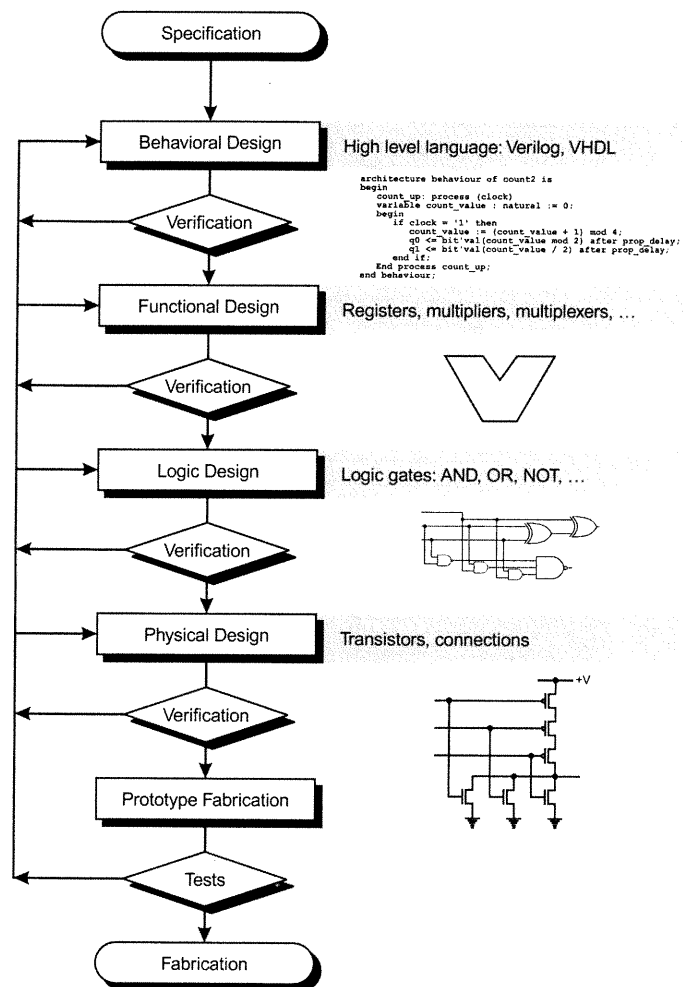 Specification
Behavioral Design
High level language: Verilog, VHDL
architecture behaviour of count2 is
begin
count_up: process (clock)
variable count_value : natural := 0;
begin
if clock = '1' then
count_value := (count_value + 1) mod 4;
q0 <= bit'val(count_value mod 2) after prop_delay;
q1 <= bit'val(count_value / 2) after prop_delay;
end if;
End process count_up;
end behaviour;
Verification
Functional Design
Registers, multipliers, multiplexers, …
Verification
Logic Design
Logic gates: AND, OR, NOT, …
Verification
Physical Design
Transistors, connections
+V
Verification
Prototype Fabrication
Tests
Fabrication